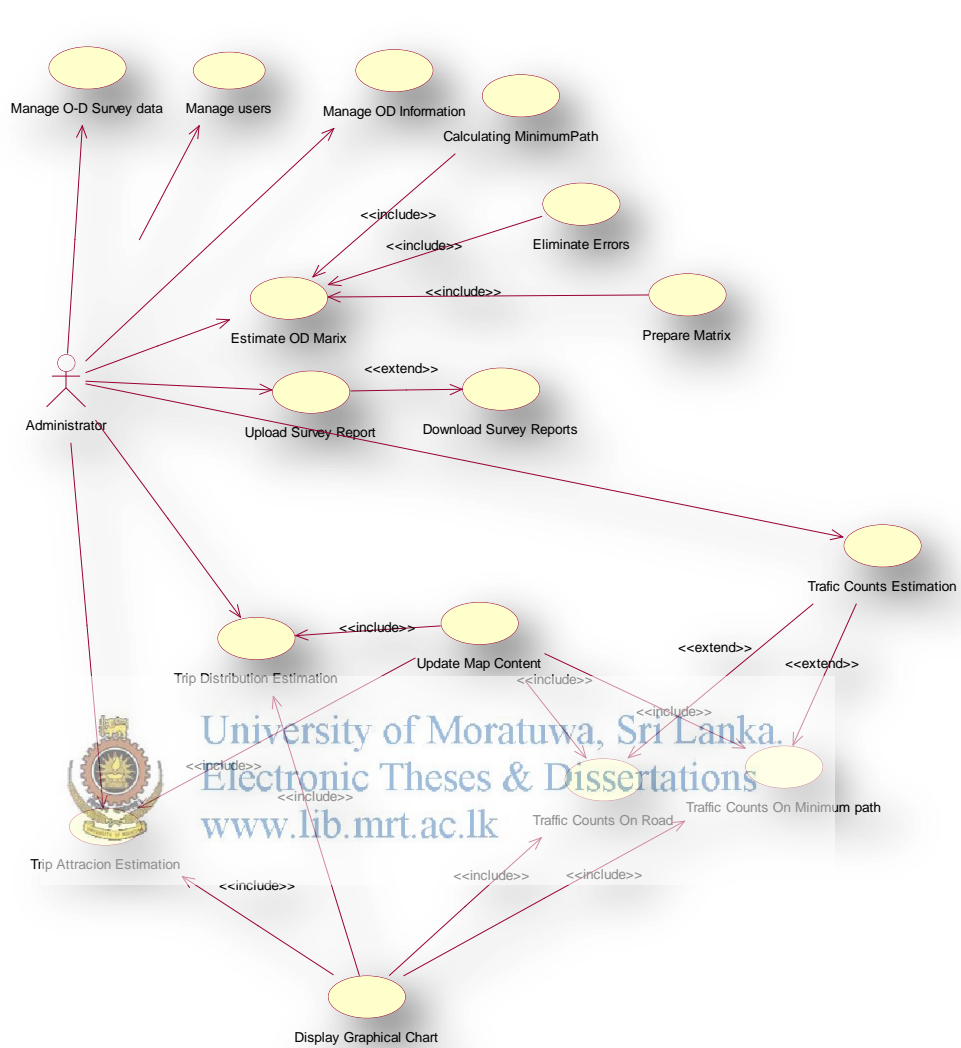 Manage O-D Survey data
Manage users
Manage OD Information
Calculating MinimumPath
<<include>>
<<include>>
Eliminate Errors
<<include>>
Estimate OD Marix
Prepare Matrix
<<extend>>
Administrator
Upload Survey Report
Download Survey Reports
Trafic Counts Estimation
<<include>>
<<extend>>
Update Map Content
<<extend>>
Trip Distribution Estimation
<<include>>
<<include>>
University of Moratuwa, Sri Lanka.
<<include>>
Electronic Theses & Dissertations
<<include>>
Traffic Counts On Minimum path
Traffic Counts On Road
www.lib.mrt.ac.lk
Trip Attracion Estimation
<<include>>
<<include>>
<<include>>
Display Graphical Chart